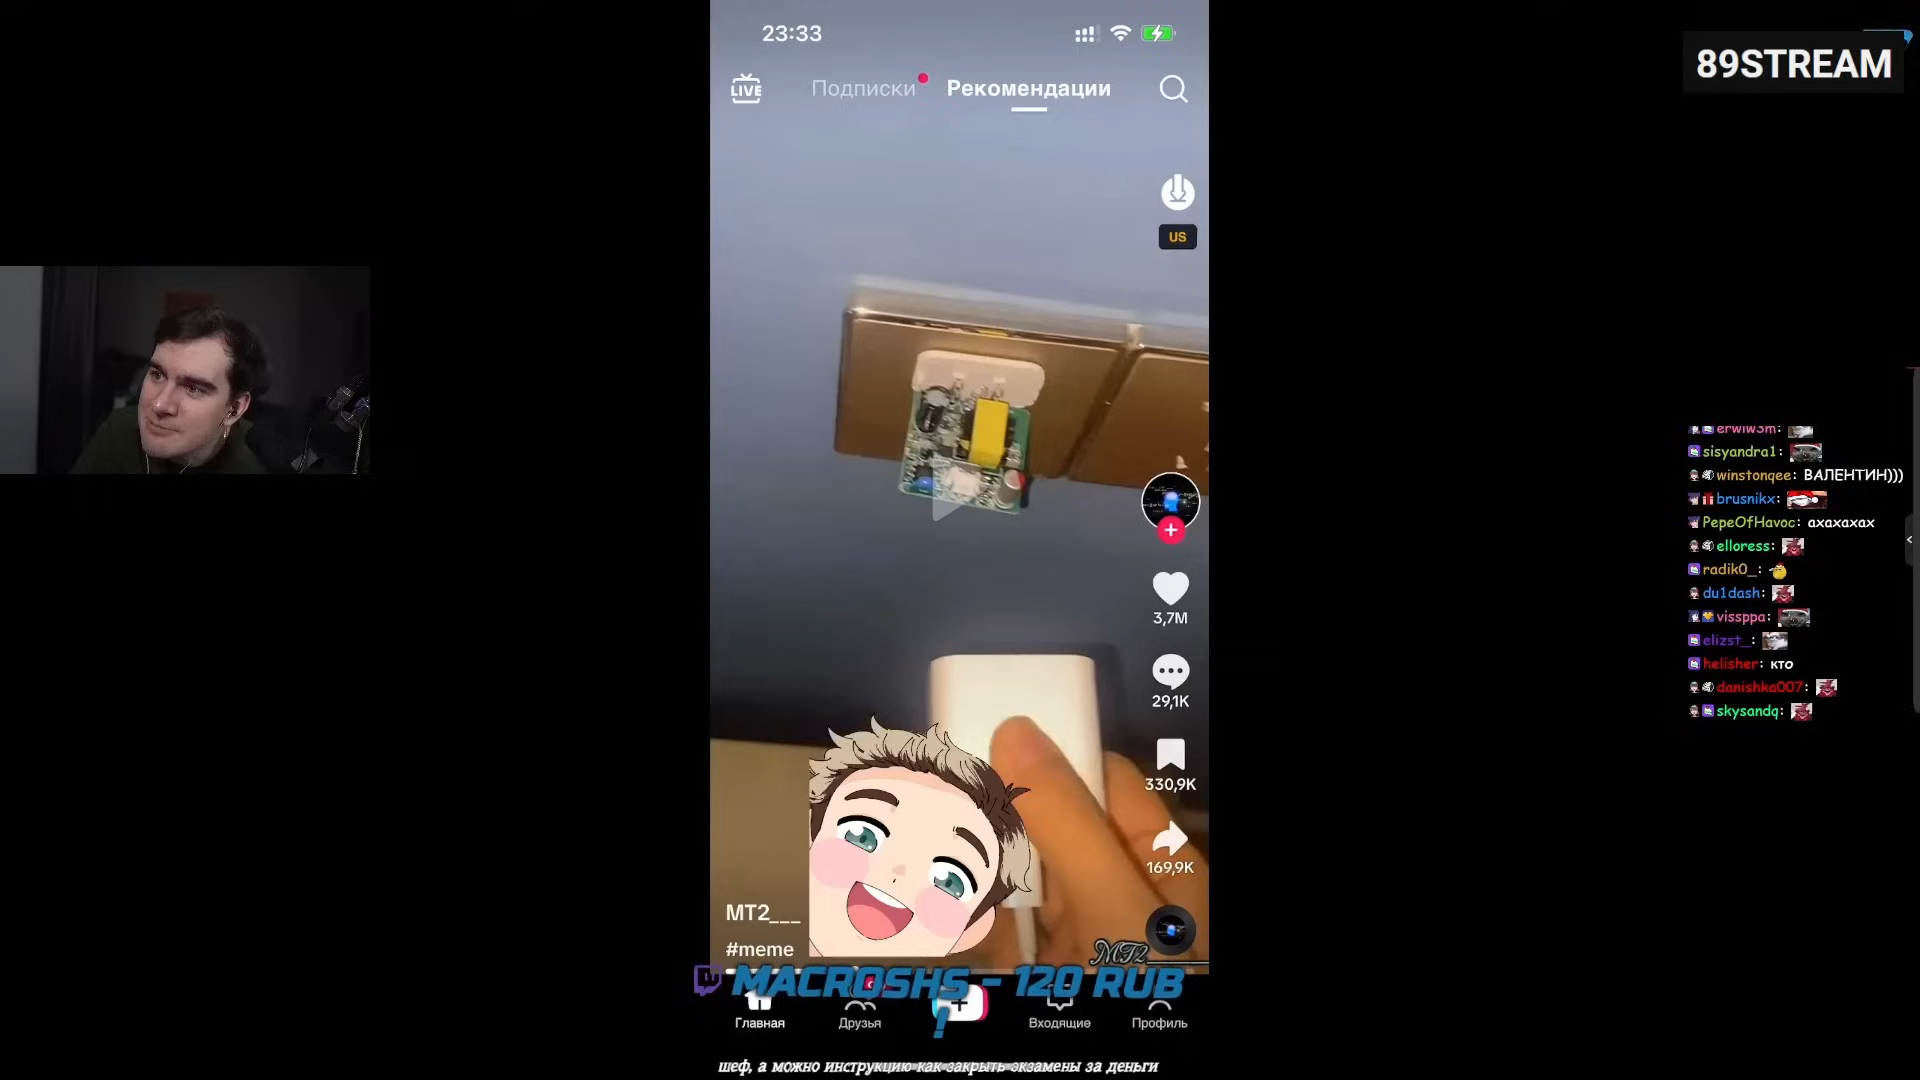 23:33
89STREAM
LIVE
Подписки
Рекомендации
US
3,7M
29,1K
330,9K
169,9K
MT2___
#meme
MT2___
MACROSHS - 120 RUB
!
Главная
Друзья
Входящие
Профиль
шеф, а можно инструкцию как закрыть экзамены за деньги
erwiw3m:
sisyandra1:
winstonqee: ВАЛЕНТИН)))
brusnikx:
PepeOfHavoc: ахахахах
elloress:
radik0_:
du1dash:
vissppa:
elizst_:
helisher: кто
danishka007:
skysandq: